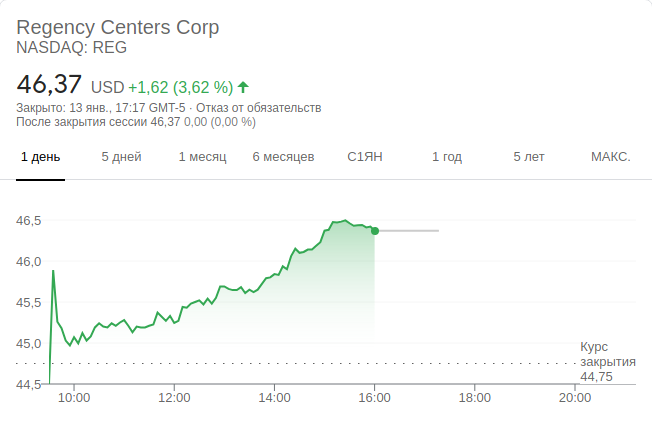 Regency Centers Corp
NASDAQ: REG
46,37 USD +1,62 (3,62 %)
Закрыто: 13 янв., 17:17 GMT-5 · Отказ от обязательств
После закрытия сессии 46,37 0,00 (0,00 %)
1 день 5 дней 1 месяц 6 месяцев С1ЯН 1 год 5 лет МАКС.
46,5
46,0
45,5
45,0
Курс
закрытия
44,75
44,5
10:00 12:00 14:00 16:00 18:00 20:00